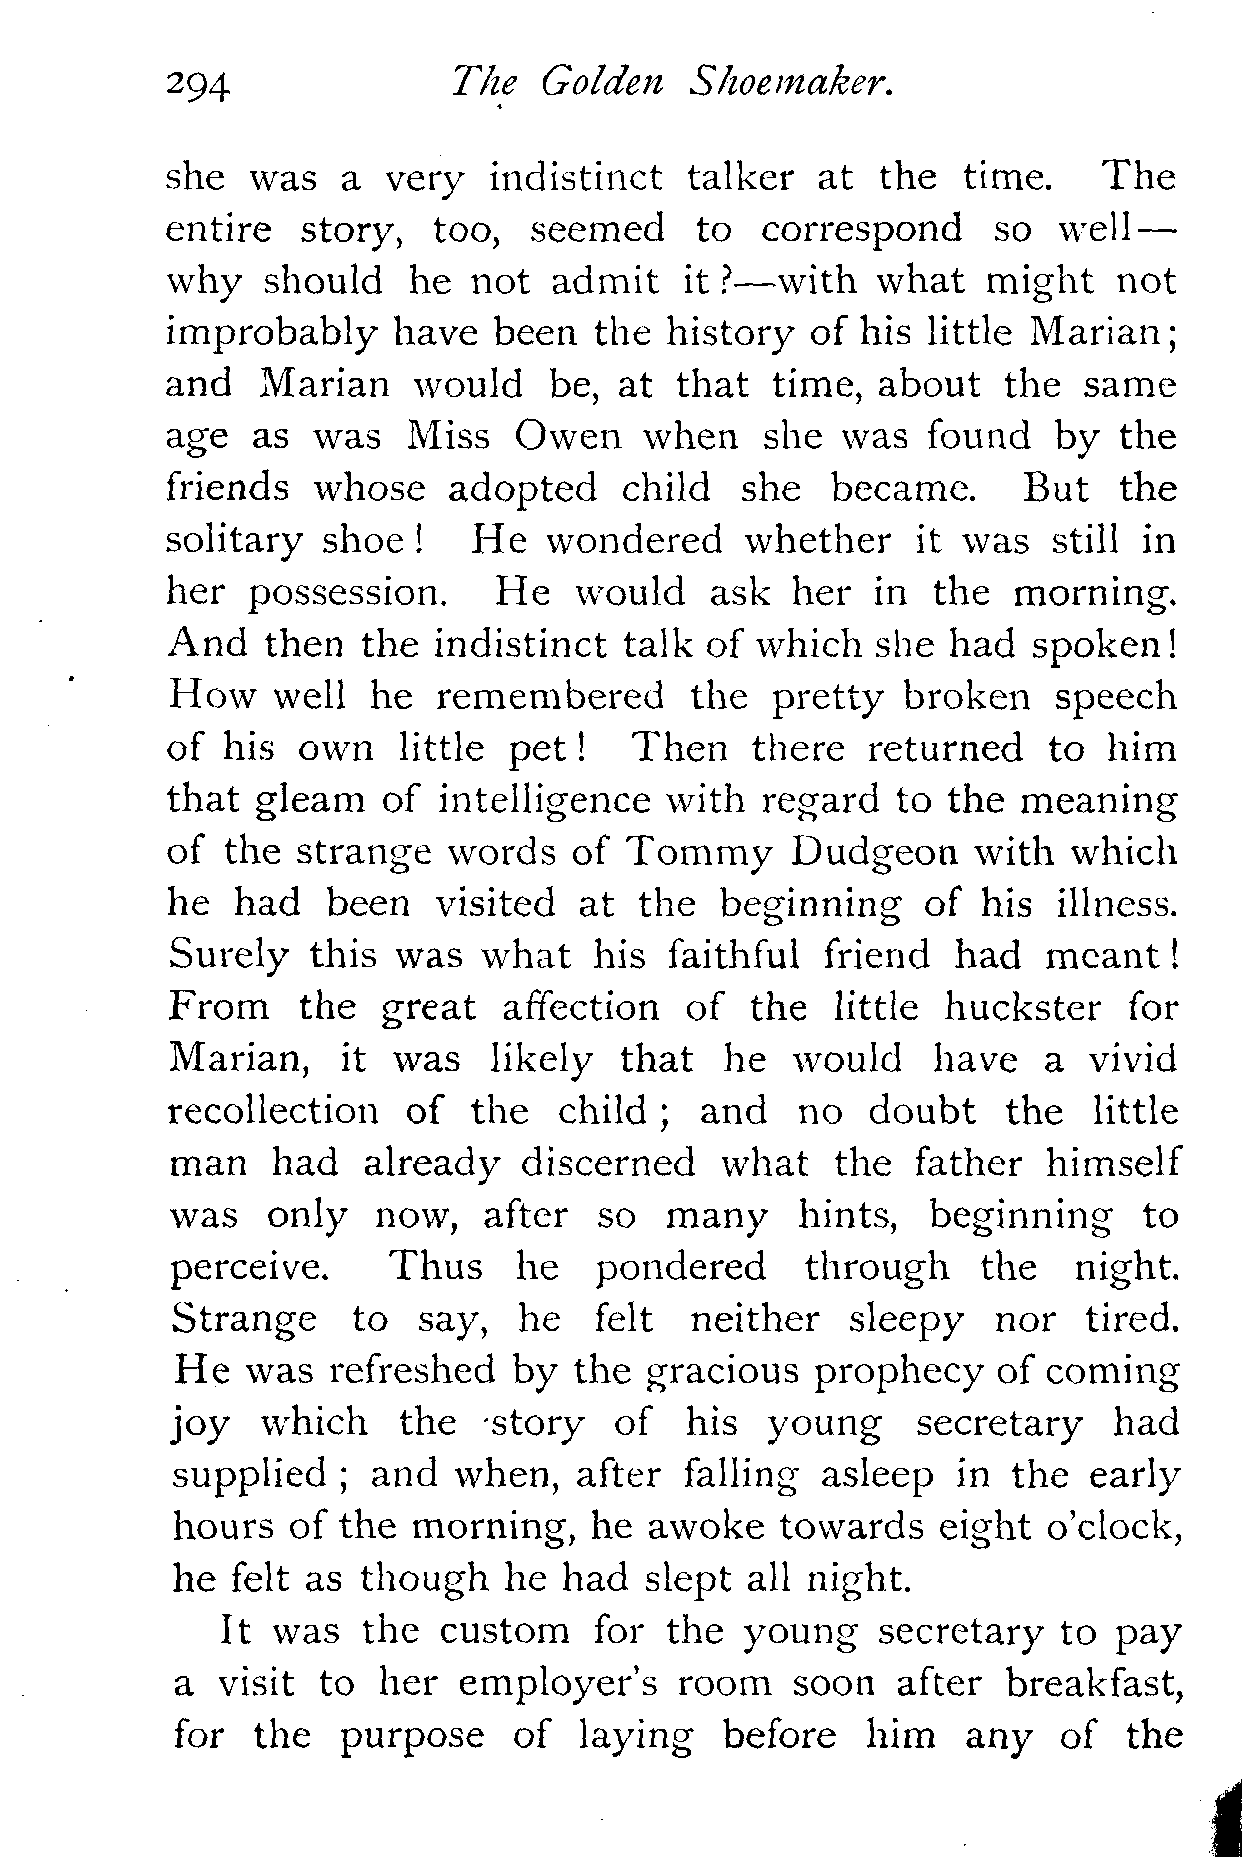 294 The Golden Shoemaker.
she was a very indistinct talker at the time. The
entire story, too, seemed to correspond so well—
why should he not admit it ?—with what might not
improbably have been the history of his little Marian;
and Marian would be, at that time, about the same
age as was Miss Owen when she was found by the
friends whose adopted child she became. But the
solitary shoe ! He wondered whether it was still in
her possession. He would ask her in the morning.
And then the indistinct talk of which she had spoken!
How well he remembered the pretty broken speech
of his own little pet ! Then there returned to him
that gleam of intelligence with regard to the meaning
of the strange words of Tommy Dudgeon with which
he had been visited at the beginning of his illness.
Surely this was what his faithful friend had meant !
From the great affection of the little huckster for
Marian, it was likely that he would have a vivid
recollection of the child ; and no doubt the little
man had already discerned what the father himself
was only now, after so many hints, beginning to
perceive. Thus he pondered through the night.
Strange to say, he felt neither sleepy nor tired.
He was refreshed by the gracious prophecy of coming
joy which the story of his young secretary had
supplied ; and when, after falling asleep in the early
hours of the morning, he awoke towards eight o'clock,
he felt as though he had slept all night.
It was the custom for the young secretary to pay
a visit to her employer's room soon after breakfast,
for the purpose of laying before him any of the